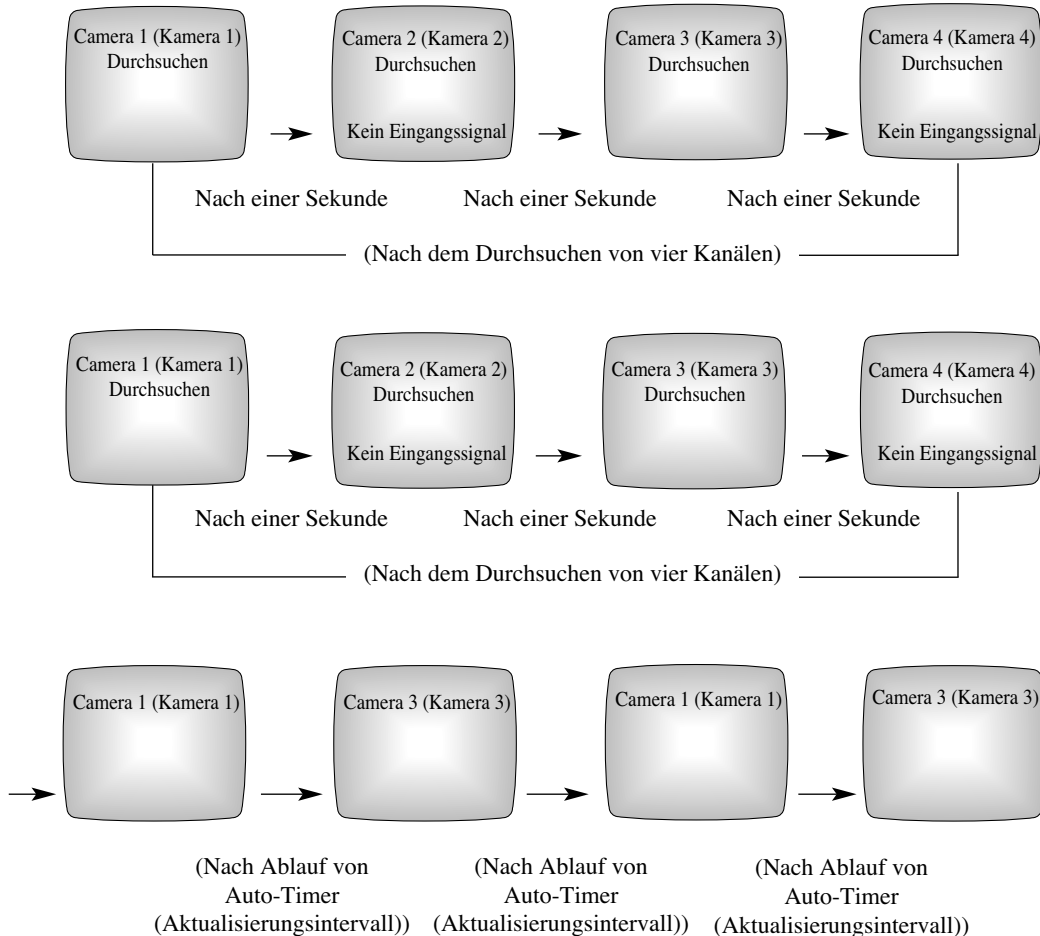 Camera 1 (Kamera 1)
Durchsuchen
Camera 2 (Kamera 2)
Durchsuchen
Kein Eingangssignal
Camera 3 (Kamera 3)
Durchsuchen
Camera 4 (Kamera 4)
Durchsuchen
Kein Eingangssignal
Nach einer Sekunde
Nach einer Sekunde
Nach einer Sekunde
(Nach dem Durchsuchen von vier Kanälen)
Camera 1 (Kamera 1)
Durchsuchen
Camera 2 (Kamera 2)
Durchsuchen
Kein Eingangssignal
Camera 3 (Kamera 3)
Durchsuchen
Camera 4 (Kamera 4)
Durchsuchen
Kein Eingangssignal
Nach einer Sekunde
Nach einer Sekunde
Nach einer Sekunde
(Nach dem Durchsuchen von vier Kanälen)
Camera 1 (Kamera 1)
Camera 3 (Kamera 3)
Camera 1 (Kamera 1)
Camera 3 (Kamera 3)
(Nach Ablauf von
Auto-Timer
(Aktualisierungsintervall))
(Nach Ablauf von
Auto-Timer
(Aktualisierungsintervall))
(Nach Ablauf von
Auto-Timer
(Aktualisierungsintervall))